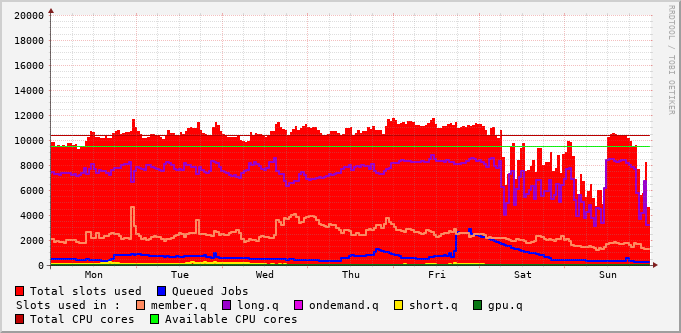 20000
18000
16000
14000
12000
10000
8000
6000
4000
2000
0
Mon Tue Wed Thu Fri Sat Sun
RRDTOOL / TOBI OETIKER
Total slots used Queued Jobs
Slots used in : member.q long.q ondemand.q short.q gpu.q
Total CPU cores Available CPU cores